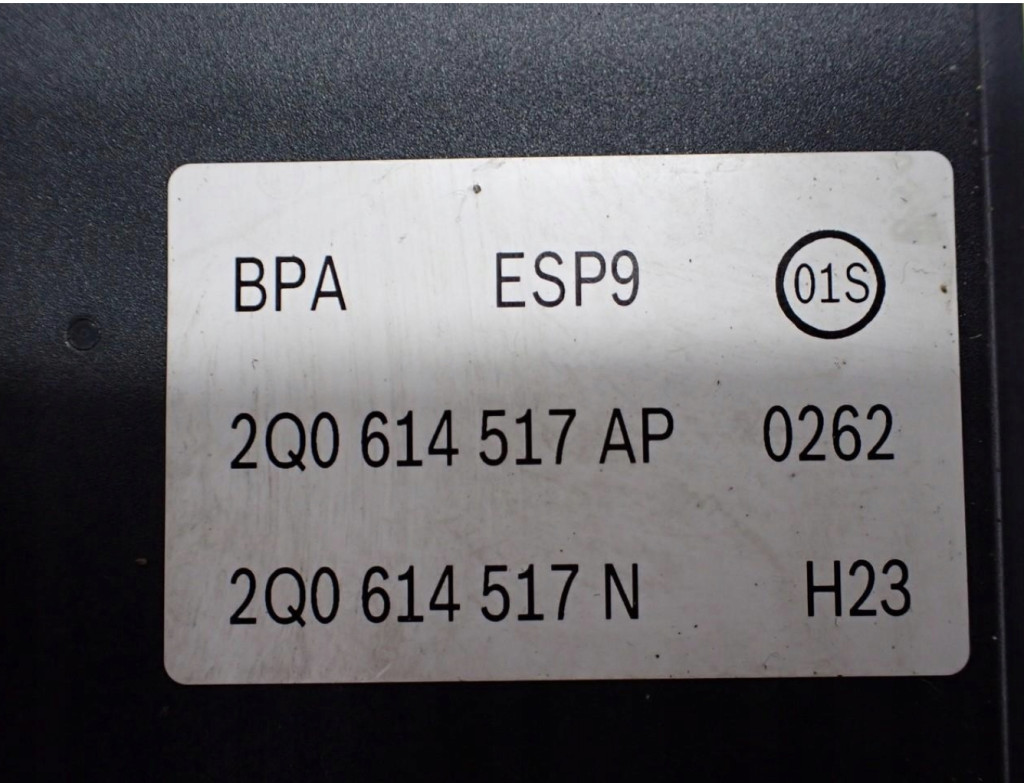 BPA ESP9 01S
2Q0 614 517 AP 0262
2Q0 614 517 N H23